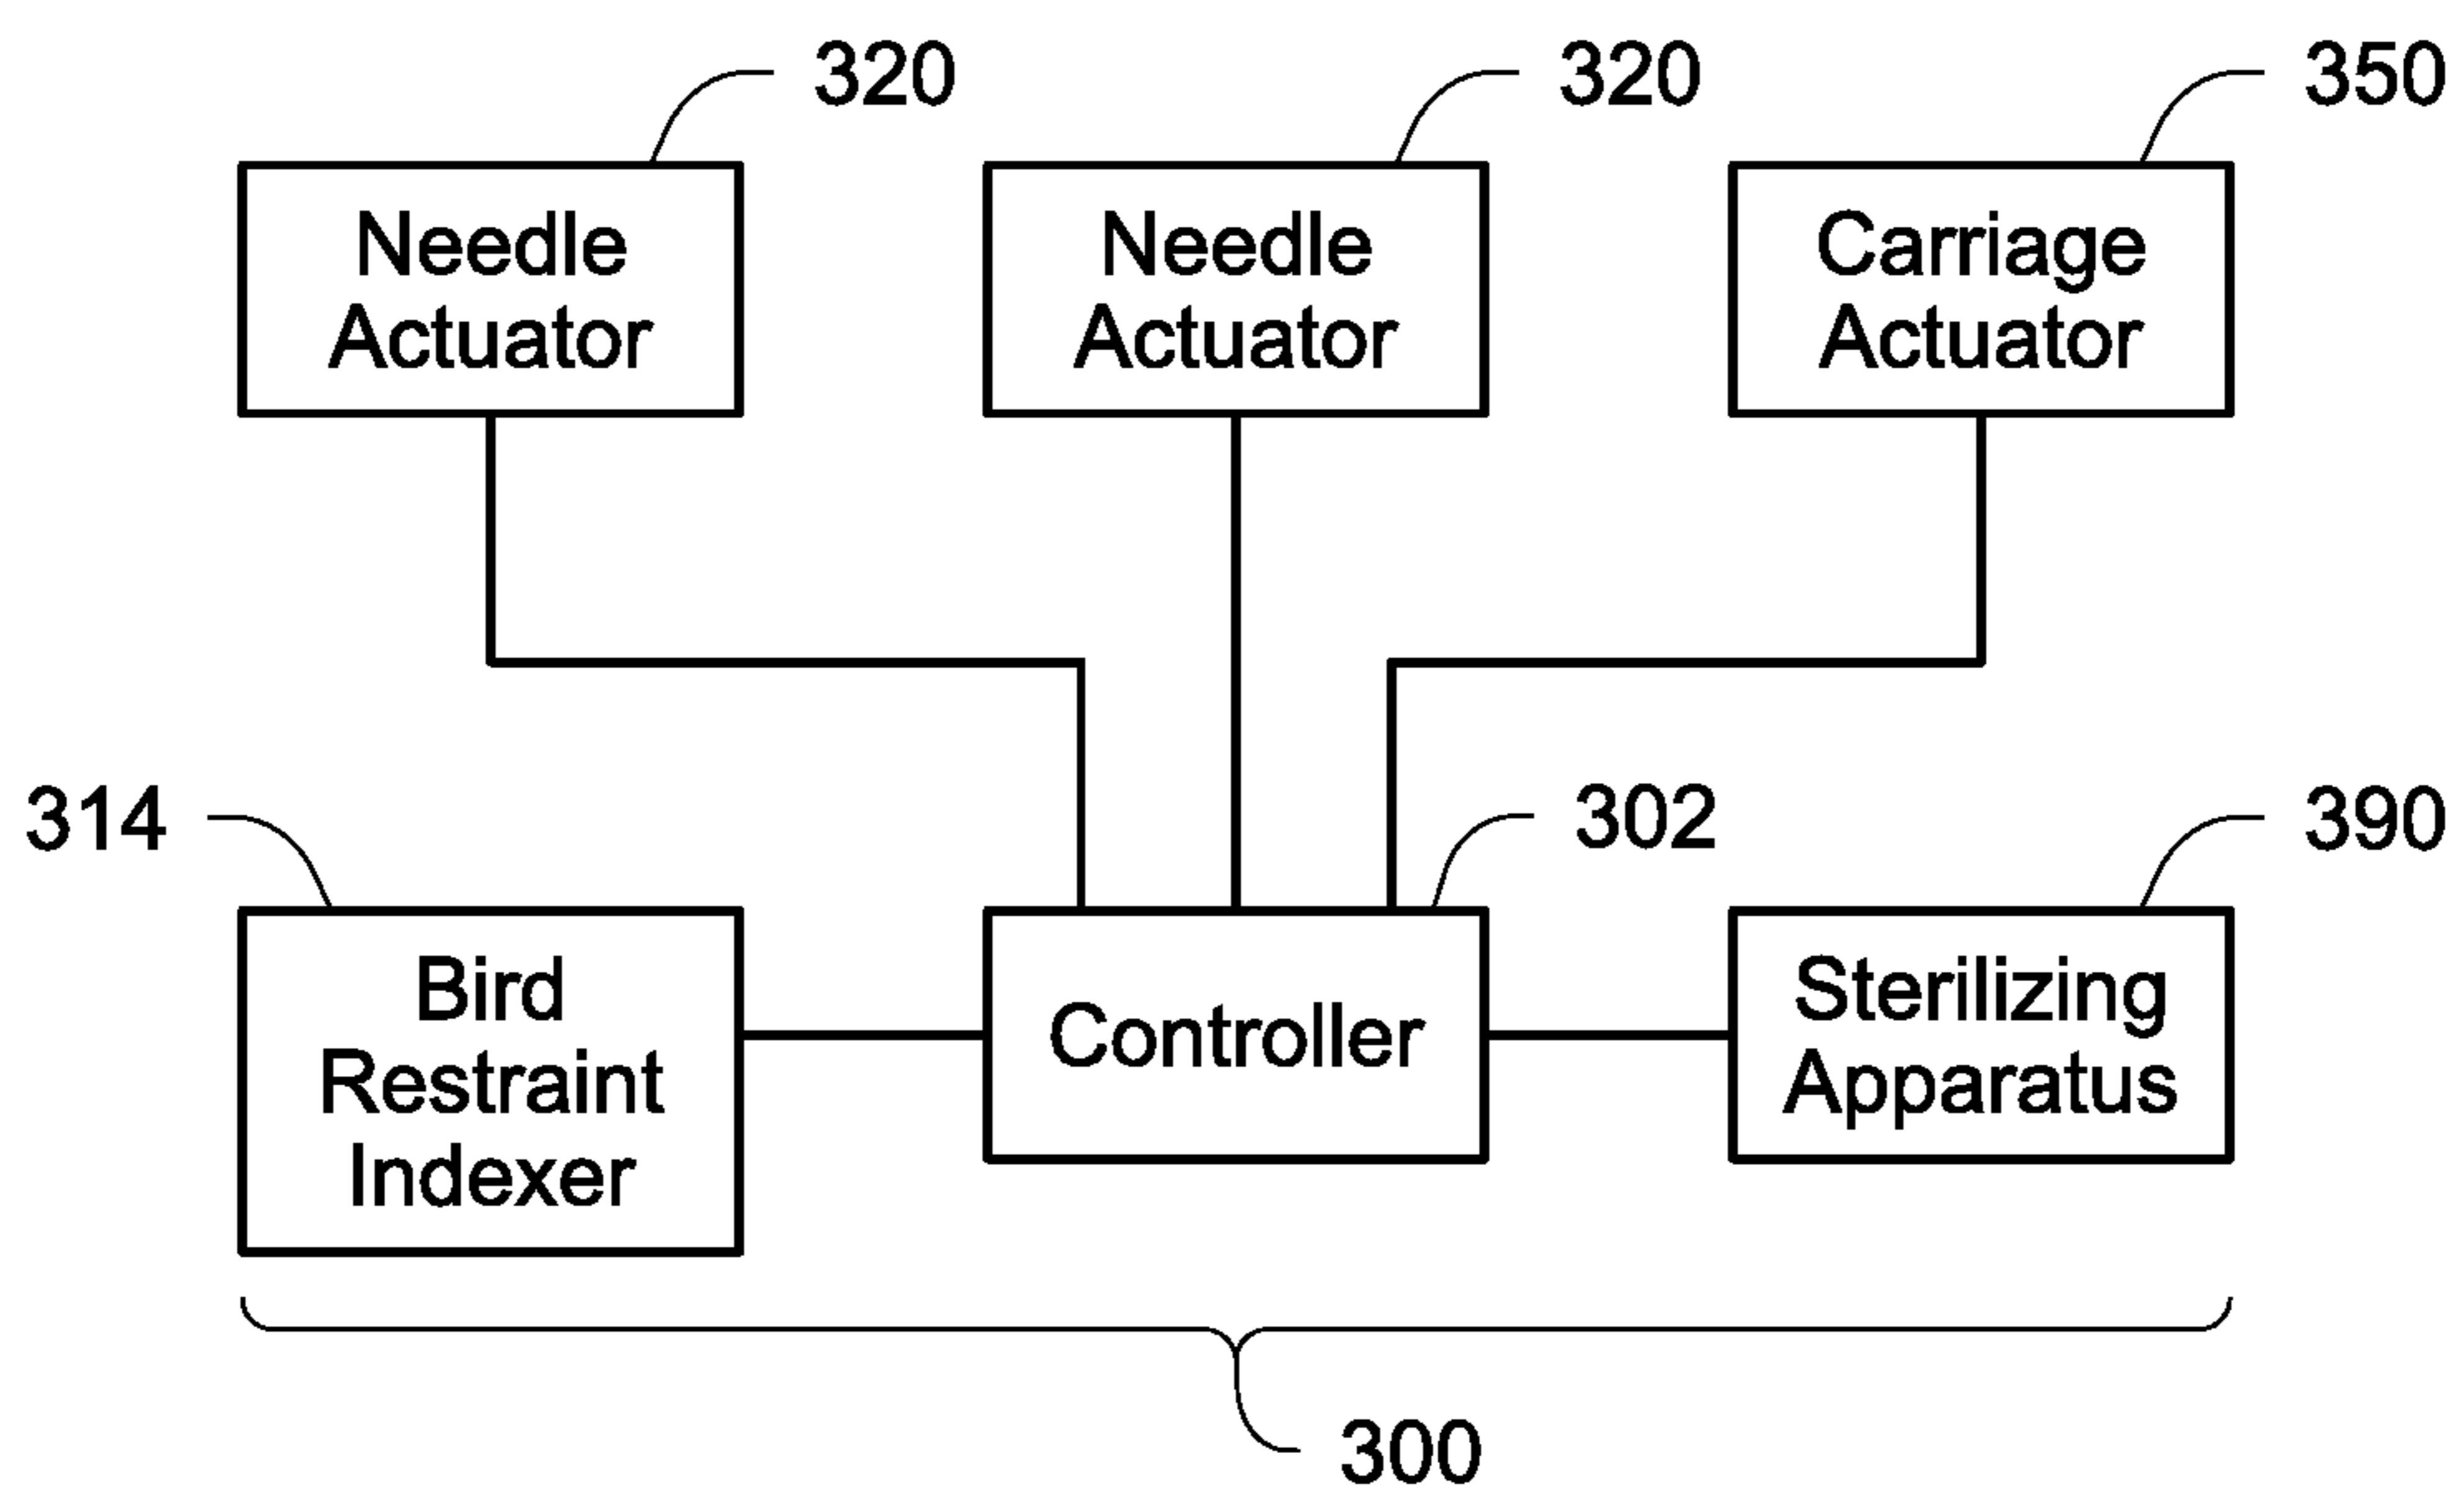 320
320
350
Needle
Actuator
Needle
Actuator
Carriage
Actuator
314
302
390
Bird
Restraint
Indexer
Controller
Sterilizing
Apparatus
300